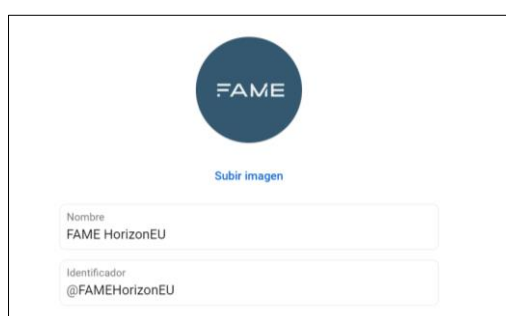 FAME
Subir imagen
Nombre
FAME HorizonEU
Identificador
@FAMEHorizonEU